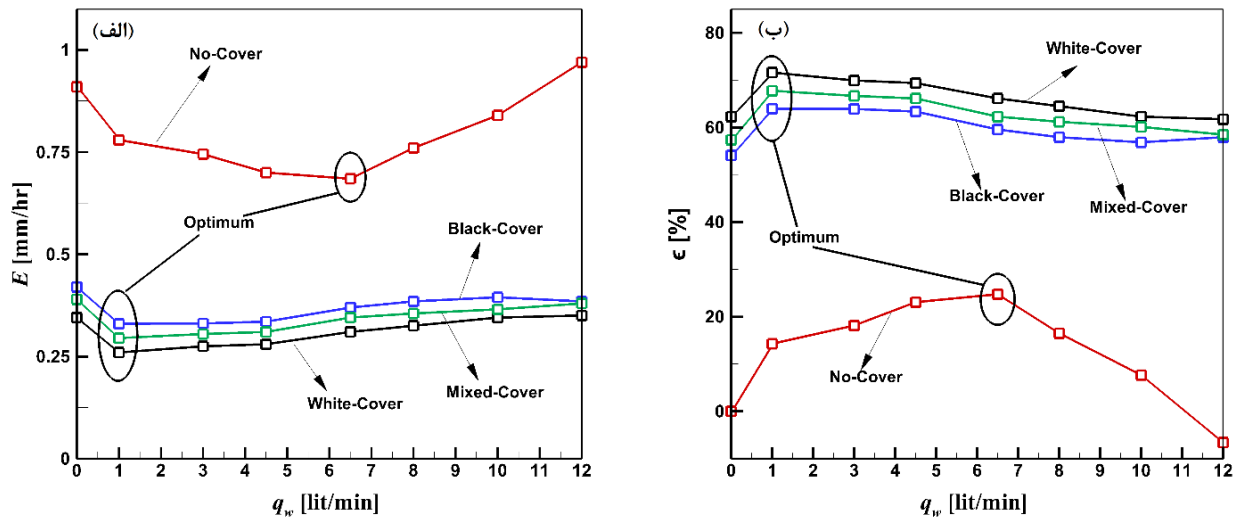 (الف)
1
0.75
0.5
0.25
0
E [mm/hr]
No-Cover
Optimum
Black-Cover
White-Cover
Mixed-Cover
0 1 2 3 4 5 6 7 8 9 10 11 12
q_w [lit/min]
(ب)
80
60
40
20
0
ϵ [%]
White-Cover
Black-Cover
Mixed-Cover
Optimum
No-Cover
0 1 2 3 4 5 6 7 8 9 10 11 12
q_w [lit/min]